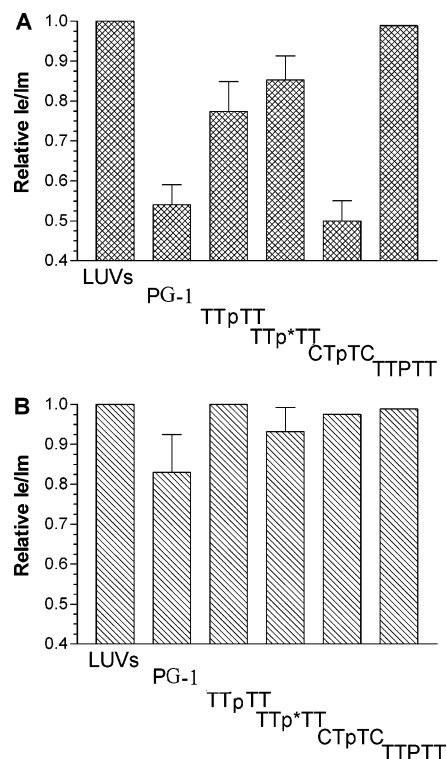 A
Relative Ie/Im
1.0
0.9
0.8
0.7
0.6
0.5
0.4
LUVs
PG-1
TTpTT
TTp*TT
CTpTC
TTPTT
B
Relative Ie/Im
1.0
0.9
0.8
0.7
0.6
0.5
0.4
LUVs
PG-1
TTpTT
TTp*TT
CTpTC
TTPTT